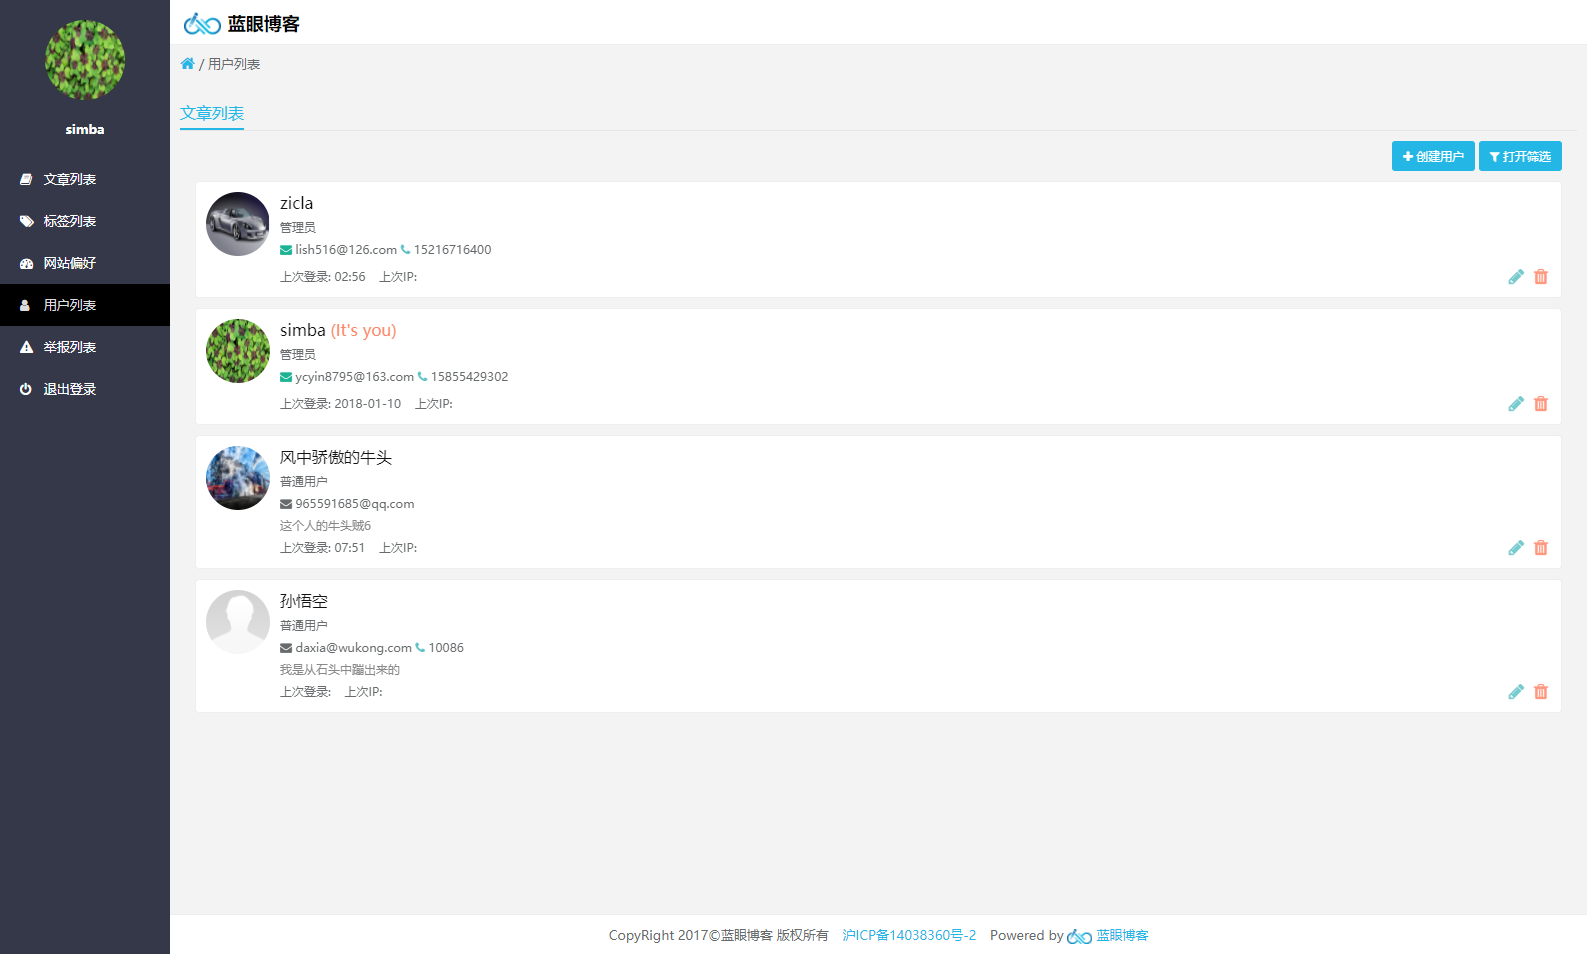 simba
文章列表
标签列表
网站偏好
用户列表
举报列表
退出登录
蓝眼博客
/ 用户列表
文章列表
创建用户 打开筛选
zicla
管理员
lish516@126.com 15216716400
上次登录: 02:56 上次IP:
simba (It's you)
管理员
ycyin8795@163.com 15855429302
上次登录: 2018-01-10 上次IP:
风中骄傲的牛头
普通用户
965591685@qq.com
这个人的牛头贼6
上次登录: 07:51 上次IP:
孙悟空
普通用户
daxia@wukong.com 10086
我是从石头中蹦出来的
上次登录: 上次IP:
CopyRight 2017©蓝眼博客 版权所有 沪ICP备14038360号-2 Powered by 蓝眼博客